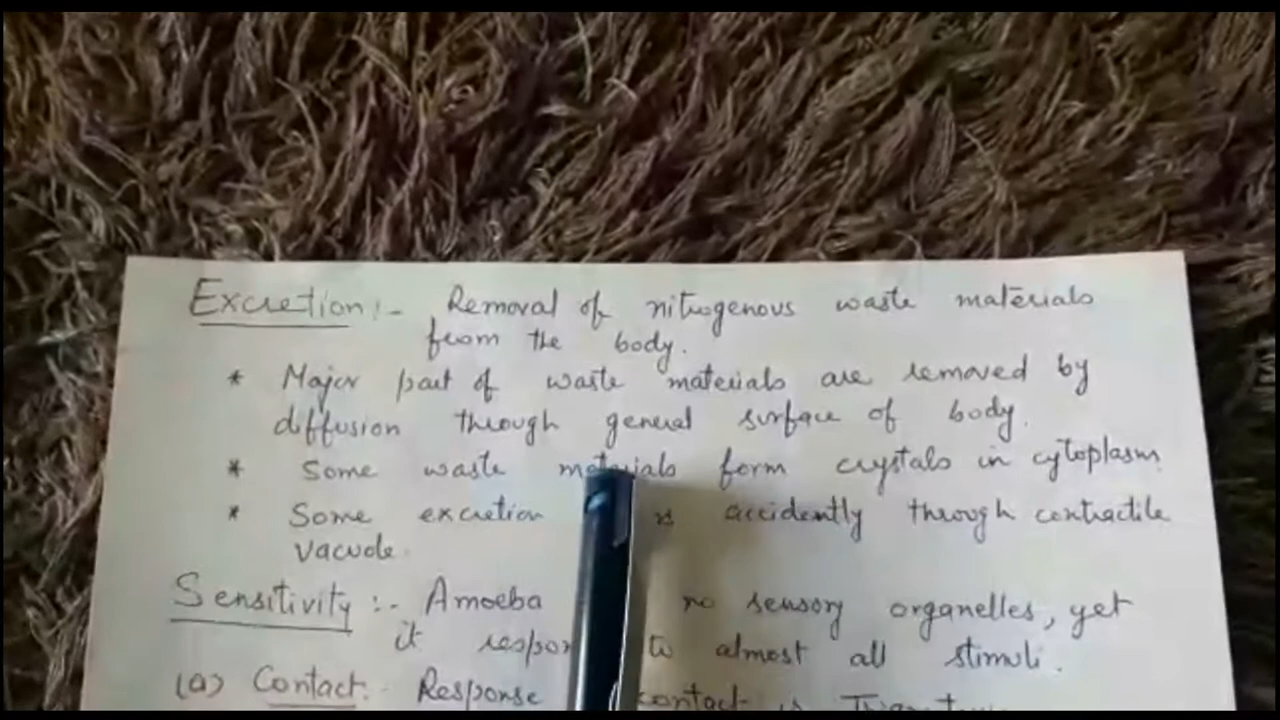 Excretion:- Removal of nitrogenous waste materials
from the body.
* Major part of waste materials are removed by
diffusion through general surface of body.
* Some waste materials form crystals in cytoplasm
* Some excretion accidently through contractile
vacuole.
Sensitivity :- Amoeba no sensory organelles, yet
it to almost all stimuli.
(a) Contact:- Response contact is